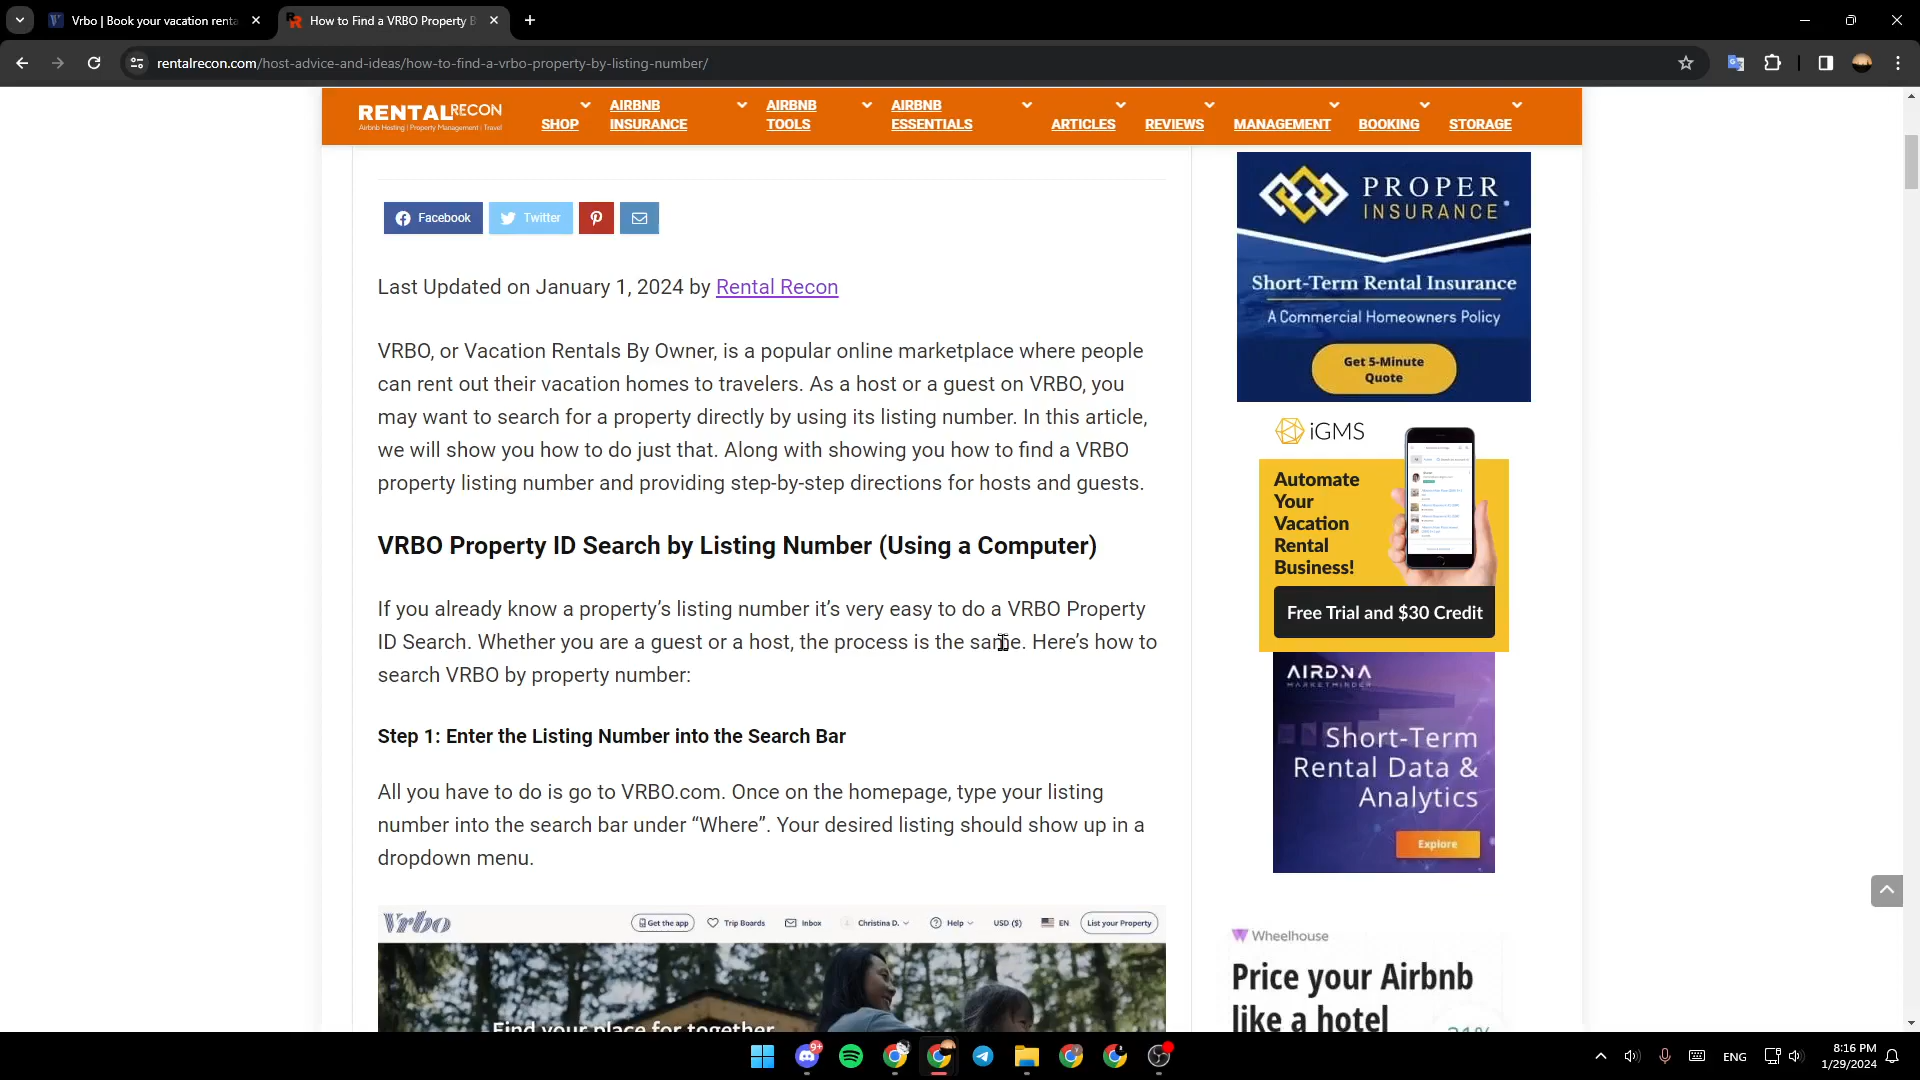 Vrbo | Book your vacation renta
How to Find a VRBO Property B
rentalrecon.com/host-advice-and-ideas/how-to-find-a-vrbo-property-by-listing-number/
RENTALRECON
Airbnb Hosting | Property Management | Travel
SHOP
AIRBNB
INSURANCE
AIRBNB
TOOLS
AIRBNB
ESSENTIALS
ARTICLES
REVIEWS
MANAGEMENT
BOOKING
STORAGE
Facebook
Twitter
Last Updated on January 1, 2024 by Rental Recon
VRBO, or Vacation Rentals By Owner, is a popular online marketplace where people
can rent out their vacation homes to travelers. As a host or a guest on VRBO, you
may want to search for a property directly by using its listing number. In this article,
we will show you how to do just that. Along with showing you how to find a VRBO
property listing number and providing step-by-step directions for hosts and guests.
VRBO Property ID Search by Listing Number (Using a Computer)
If you already know a property’s listing number it’s very easy to do a VRBO Property
ID Search. Whether you are a guest or a host, the process is the same. Here’s how to
search VRBO by property number:
Step 1: Enter the Listing Number into the Search Bar
All you have to do is go to VRBO.com. Once on the homepage, type your listing
number into the search bar under “Where”. Your desired listing should show up in a
dropdown menu.
Vrbo
Get the app
Trip Boards
Inbox
Christina D.
Help
USD ($)
EN
List your Property
Find your place for together
PROPER
INSURANCE
Short-Term Rental Insurance
A Commercial Homeowners Policy
Get 5-Minute
Quote
iGMS
Automate
Your
Vacation
Rental
Business!
Free Trial and $30 Credit
AIRDNA
MARKETMINDER
Short-Term
Rental Data &
Analytics
Explore
Wheelhouse
Price your Airbnb
like a hotel
9+
ENG
8:16 PM
1/29/2024